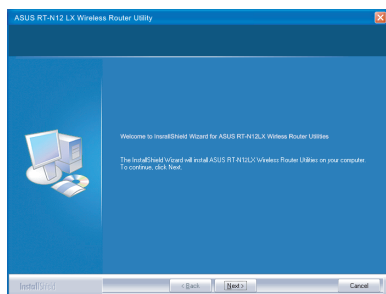 ASUS RT-N12 LX Wireless Router Utility
Welcome to InstallShield Wizard for ASUS RT-N12LX Wirless Router Utilities
The InstallShield Wizard will install ASUS RT-N12LX Wireless Router Utilities on your computer.
To continue, click Next.
InstallShield
< Back
Next >
Cancel